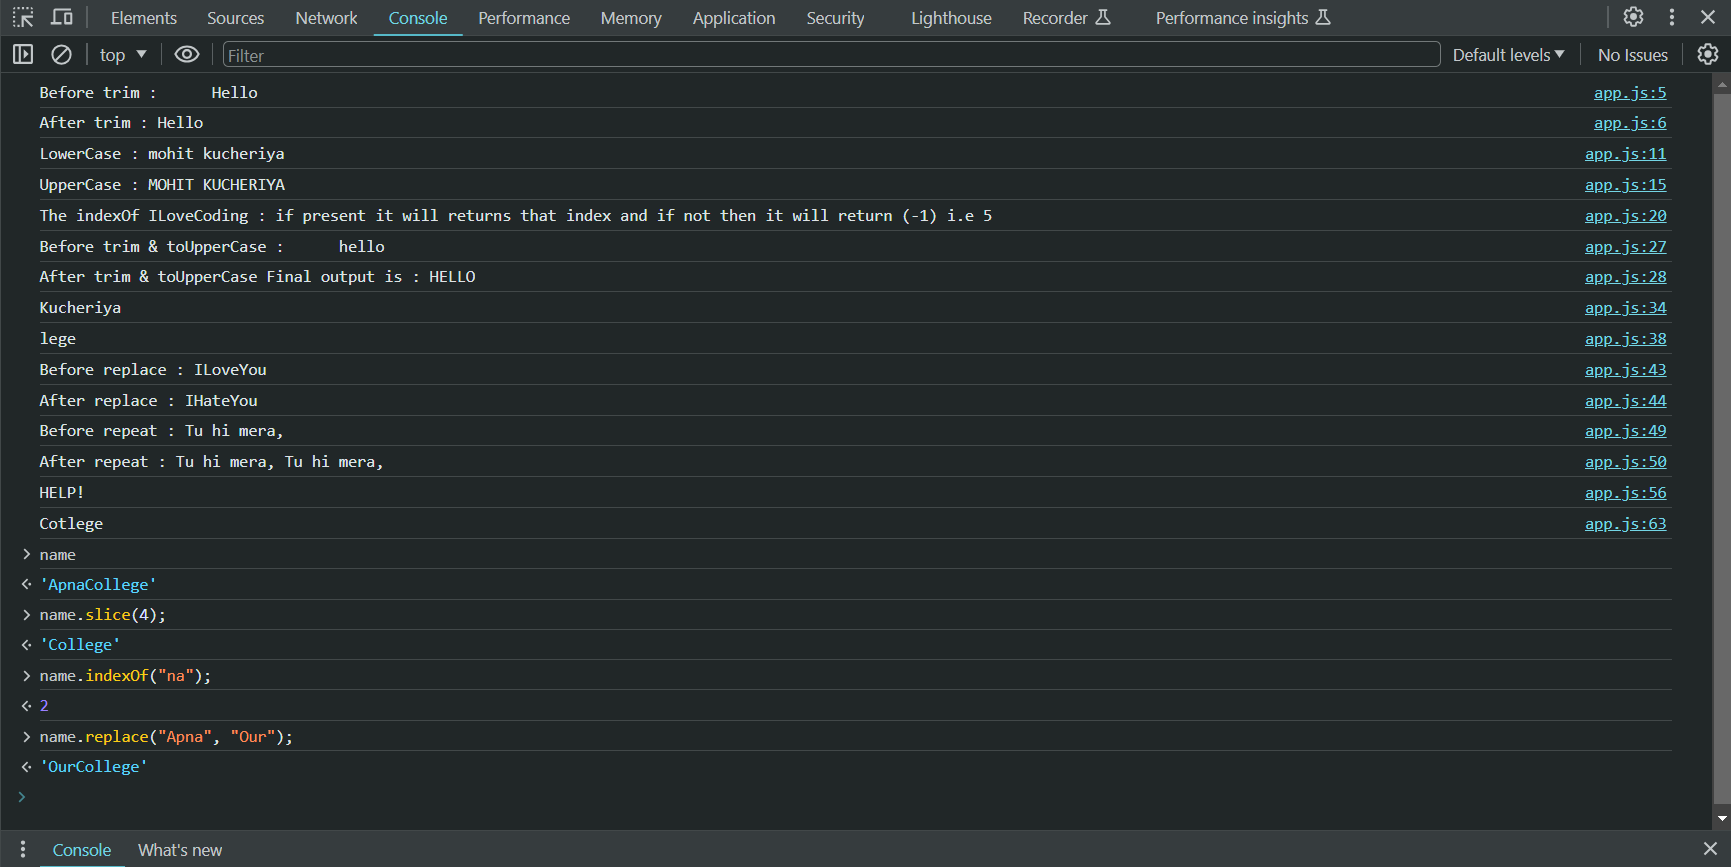 Elements Sources Network Console Performance Memory Application Security Lighthouse Recorder Performance insights
top Filter Default levels No Issues
Before trim :      Hello app.js:5
After trim : Hello app.js:6
LowerCase : mohit kucheriya app.js:11
UpperCase : MOHIT KUCHERIYA app.js:15
The indexOf ILoveCoding : if present it will returns that index and if not then it will return (-1) i.e 5 app.js:20
Before trim & toUpperCase :      hello app.js:27
After trim & toUpperCase Final output is : HELLO app.js:28
Kucheriya app.js:34
lege app.js:38
Before replace : ILoveYou app.js:43
After replace : IHateYou app.js:44
Before repeat : Tu hi mera, app.js:49
After repeat : Tu hi mera, Tu hi mera, app.js:50
HELP! app.js:56
Cotlege app.js:63
> name
'ApnaCollege'
> name.slice(4);
'College'
> name.indexOf("na");
2
> name.replace("Apna", "Our");
'OurCollege'
>
Console What's new